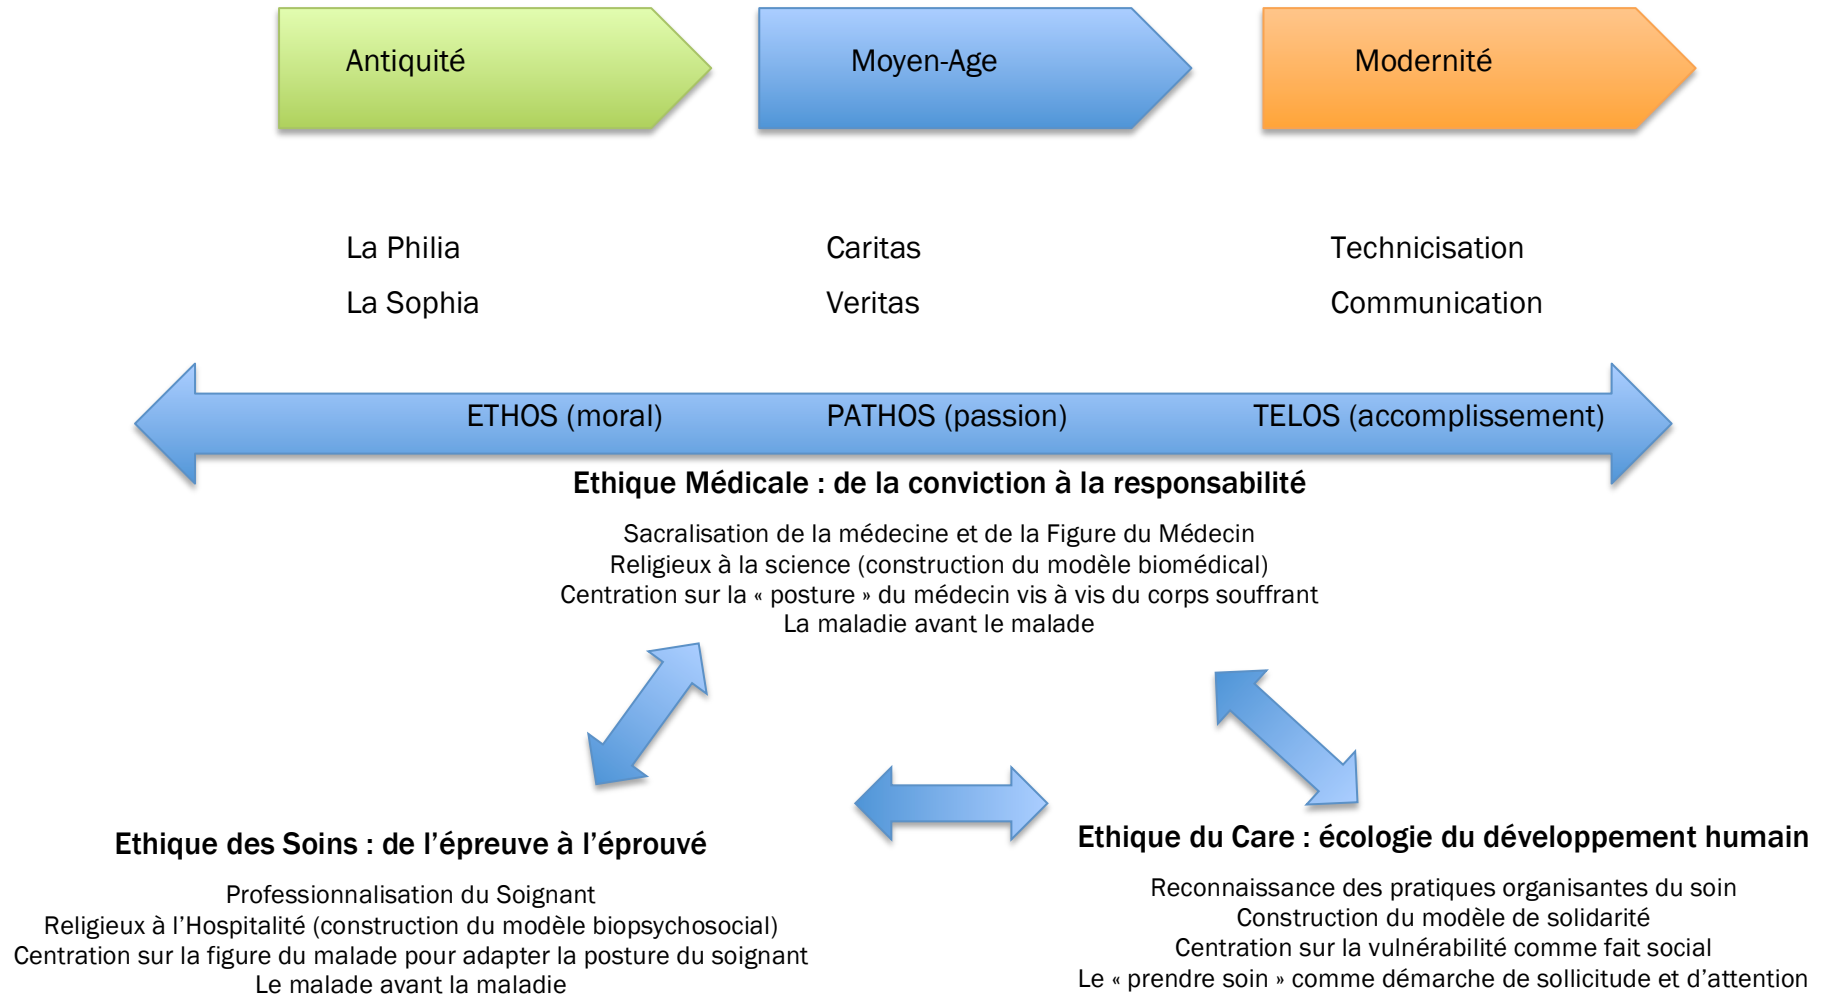 Antiquité
Moyen-Age
Modernité
La Philia
Caritas
Technicisation
La Sophia
Veritas
Communication
ETHOS (moral)
PATHOS (passion)
TELOS (accomplissement)
Ethique Médicale : de la conviction à la responsabilité
Sacralisation de la médecine et de la Figure du Médecin
Religieux à la science (construction du modèle biomédical)
Centration sur la « posture » du médecin vis à vis du corps souffrant
La maladie avant le malade
Ethique des Soins : de l’épreuve à l’éprouvé
Professionnalisation du Soignant
Religieux à l’Hospitalité (construction du modèle biopsychosocial)
Centration sur la figure du malade pour adapter la posture du soignant
Le malade avant la maladie
Ethique du Care : écologie du développement humain
Reconnaissance des pratiques organisantes du soin
Construction du modèle de solidarité
Centration sur la vulnérabilité comme fait social
Le « prendre soin » comme démarche de sollicitude et d’attention